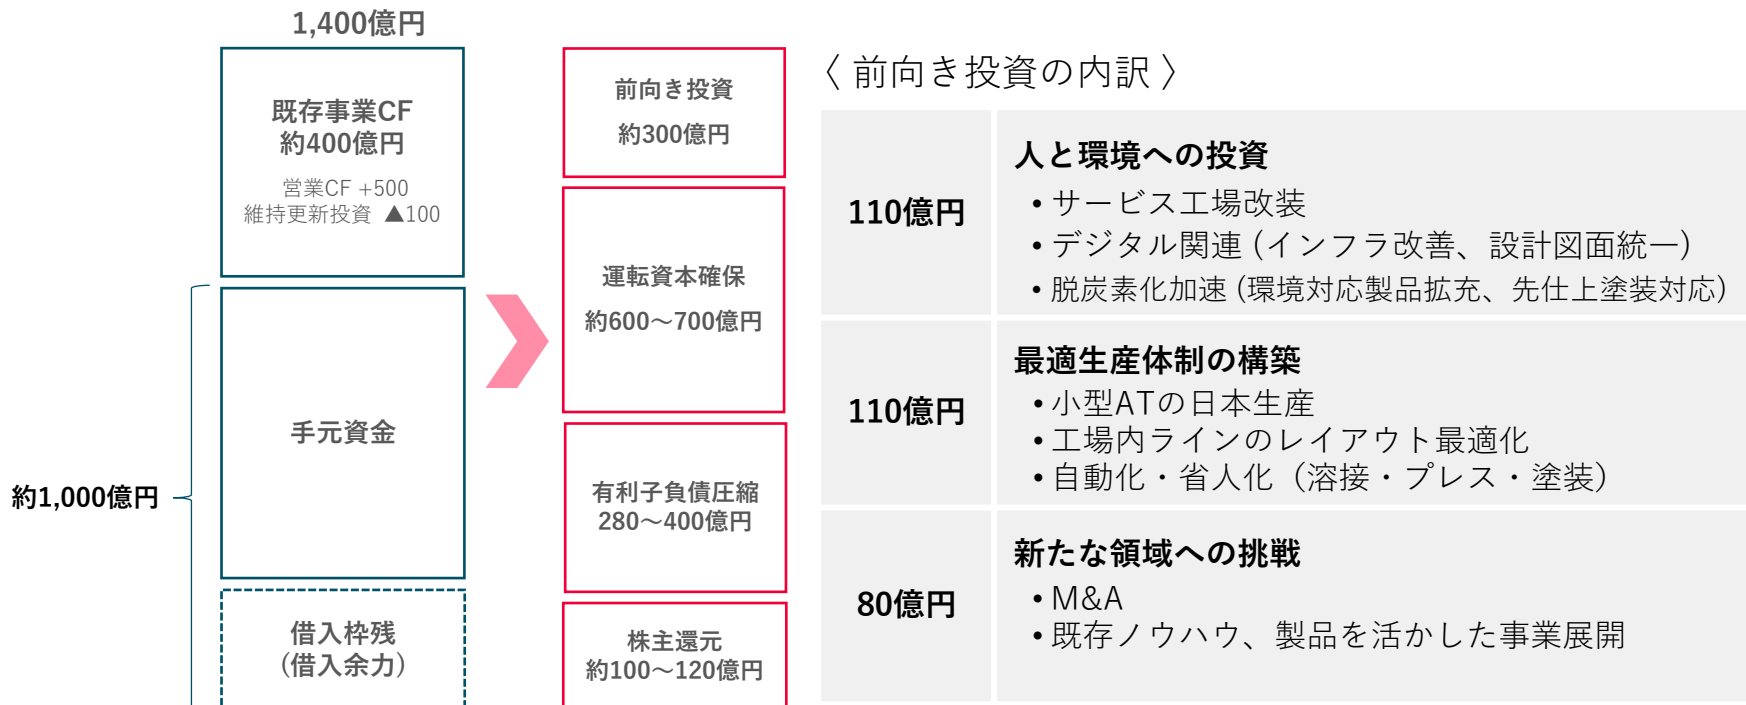 1,400億円
既存事業CF
約400億円
営業CF +500
維持更新投資 ▲100
手元資金
約1,000億円
借入枠残
(借入余力)
前向き投資
約300億円
運転資本確保
約600～700億円
有利子負債圧縮
280～400億円
株主還元
約100～120億円
〈 前向き投資の内訳 〉
110億円
人と環境への投資
• サービス工場改装
• デジタル関連 (インフラ改善、設計図面統一)
• 脱炭素化加速 (環境対応製品拡充、先仕上塗装対応)
110億円
最適生産体制の構築
• 小型ATの日本生産
• 工場内ラインのレイアウト最適化
• 自動化・省人化（溶接・プレス・塗装）
80億円
新たな領域への挑戦
• M&A
• 既存ノウハウ、製品を活かした事業展開